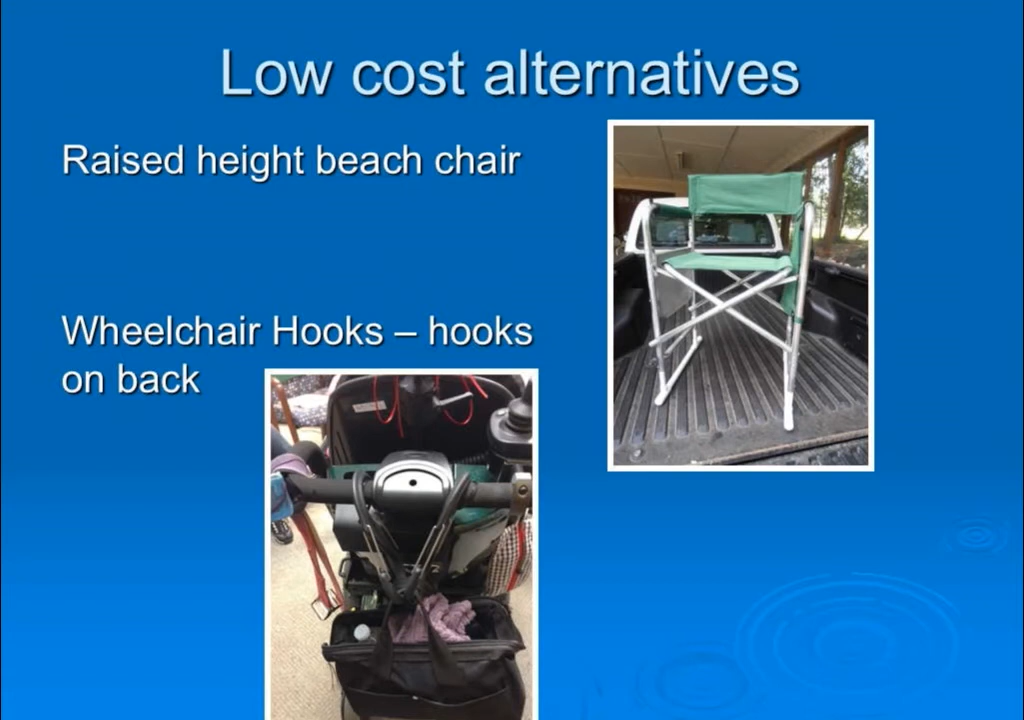 Low cost alternatives
Raised height beach chair
Wheelchair Hooks – hooks
on back